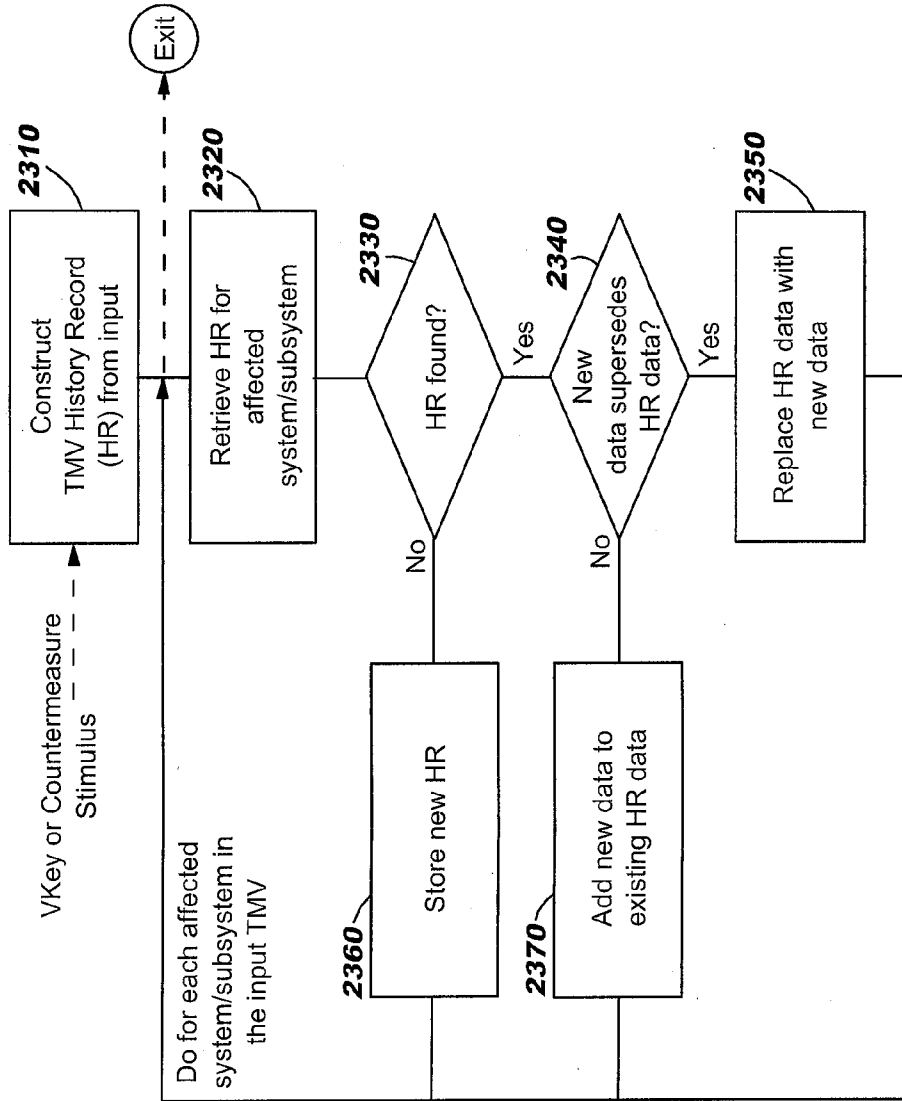 VKey or Countermeasure
Stimulus
2310
Construct
TMV History Record
(HR) from input
Exit
Do for each affected
system/subsystem in
the input TMV
2320
Retrieve HR for
affected
system/subsystem
2330
HR found?
No
Yes
2360
Store new HR
2340
New
data supersedes
HR data?
No
Yes
2370
Add new data to
existing HR data
2350
Replace HR data with
new data